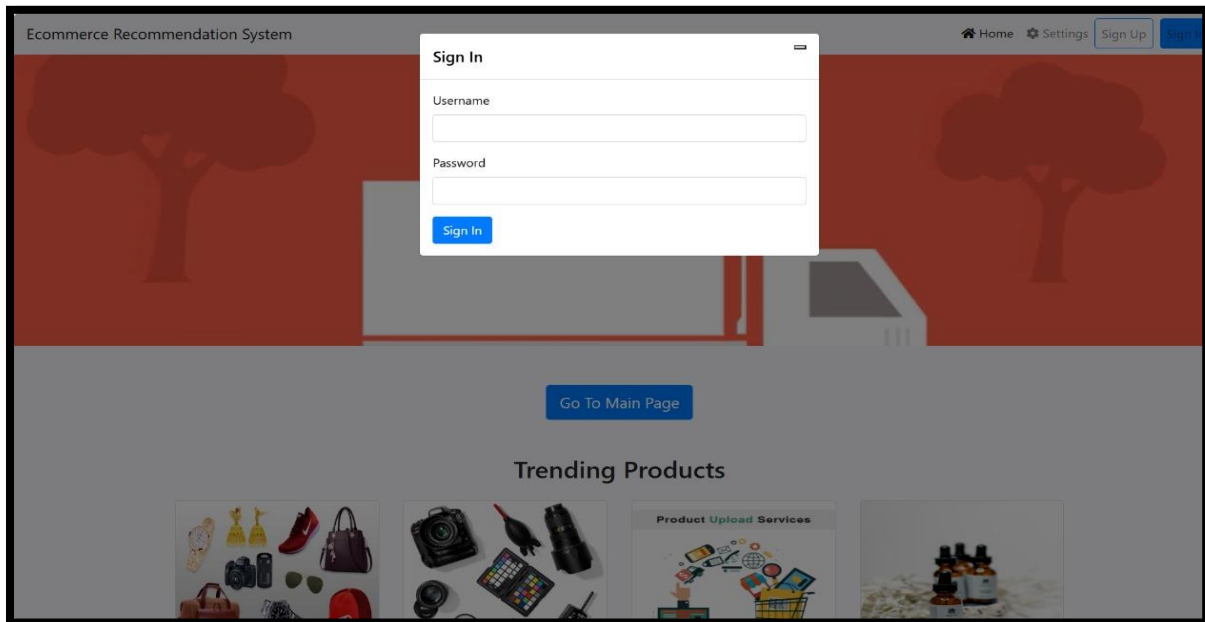 Ecommerce Recommendation System
Home Settings Sign Up Sign
Sign In
Username
Password
Sign In
Go To Main Page
Trending Products
Product Upload Services